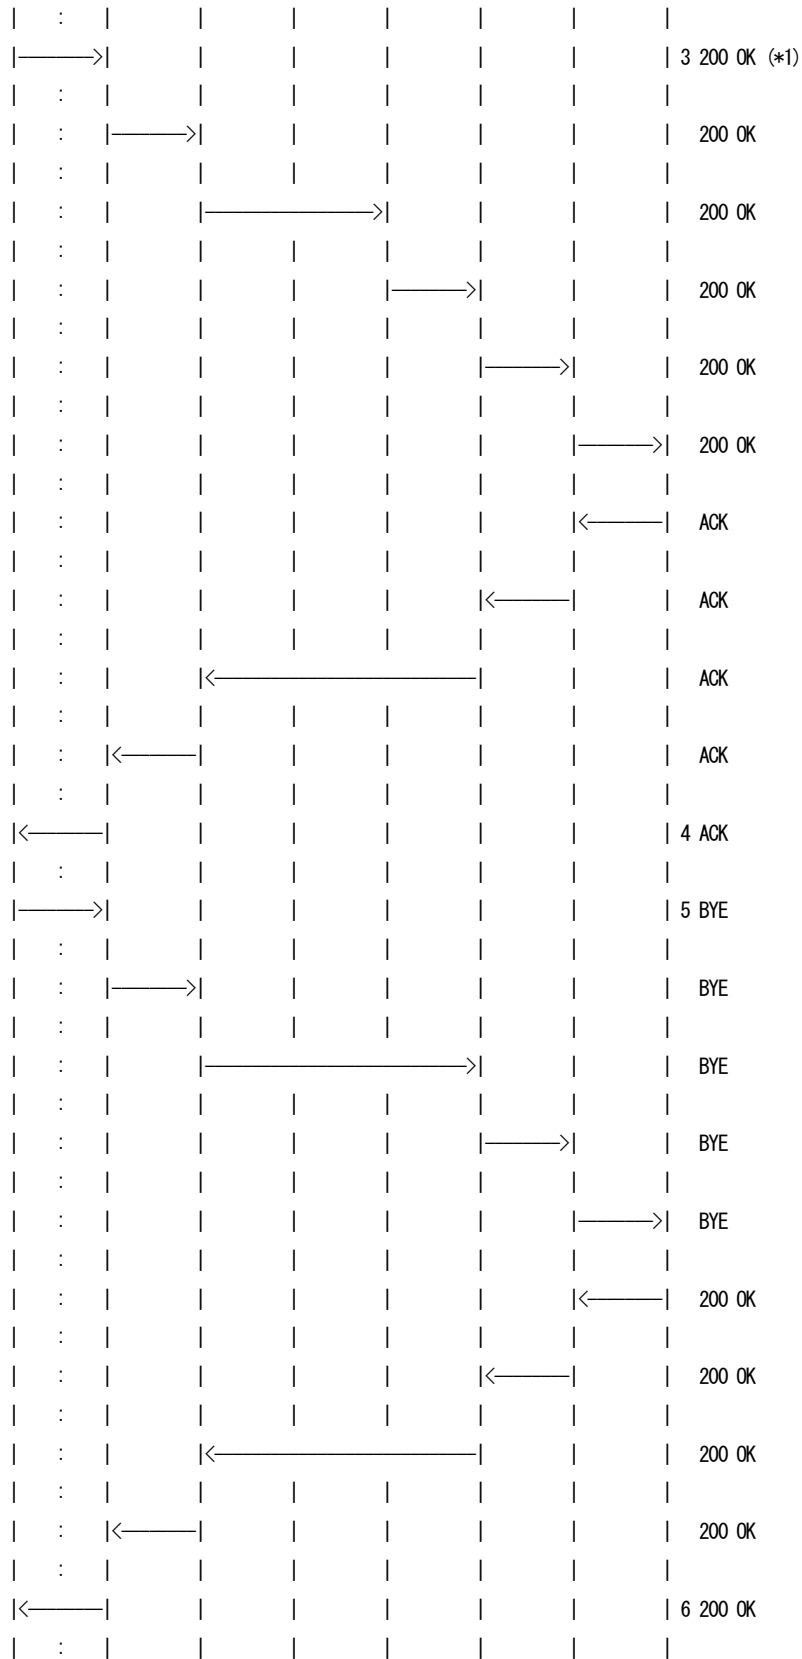 |    :    |         |         |         |         |         |         |
|-------->|         |         |         |         |         |         | 3 200 OK (*1)
|    :    |         |         |         |         |         |         |
|    :    |-------->|         |         |         |         |         |   200 OK
|    :    |         |         |         |         |         |         |
|    :    |         |------------------>|         |         |         |   200 OK
|    :    |         |         |         |         |         |         |
|    :    |         |         |         |-------->|         |         |   200 OK
|    :    |         |         |         |         |         |         |
|    :    |         |         |         |         |-------->|         |   200 OK
|    :    |         |         |         |         |         |         |
|    :    |         |         |         |         |         |-------->|   200 OK
|    :    |         |         |         |         |         |         |
|    :    |         |         |         |         |         |<--------|   ACK
|    :    |         |         |         |         |         |         |
|    :    |         |         |         |         |<--------|         |   ACK
|    :    |         |         |         |         |         |         |
|    :    |         |<----------------------------|         |         |   ACK
|    :    |         |         |         |         |         |         |
|    :    |<--------|         |         |         |         |         |   ACK
|    :    |         |         |         |         |         |         |
|<--------|         |         |         |         |         |         | 4 ACK
|    :    |         |         |         |         |         |         |
|-------->|         |         |         |         |         |         | 5 BYE
|    :    |         |         |         |         |         |         |
|    :    |-------->|         |         |         |         |         |   BYE
|    :    |         |         |         |         |         |         |
|    :    |         |---------------------------->|         |         |   BYE
|    :    |         |         |         |         |         |         |
|    :    |         |         |         |         |-------->|         |   BYE
|    :    |         |         |         |         |         |         |
|    :    |         |         |         |         |         |-------->|   BYE
|    :    |         |         |         |         |         |         |
|    :    |         |         |         |         |         |<--------|   200 OK
|    :    |         |         |         |         |         |         |
|    :    |         |         |         |         |<--------|         |   200 OK
|    :    |         |         |         |         |         |         |
|    :    |         |<----------------------------|         |         |   200 OK
|    :    |         |         |         |         |         |         |
|    :    |<--------|         |         |         |         |         |   200 OK
|    :    |         |         |         |         |         |         |
|<--------|         |         |         |         |         |         | 6 200 OK
|    :    |         |         |         |         |         |         |